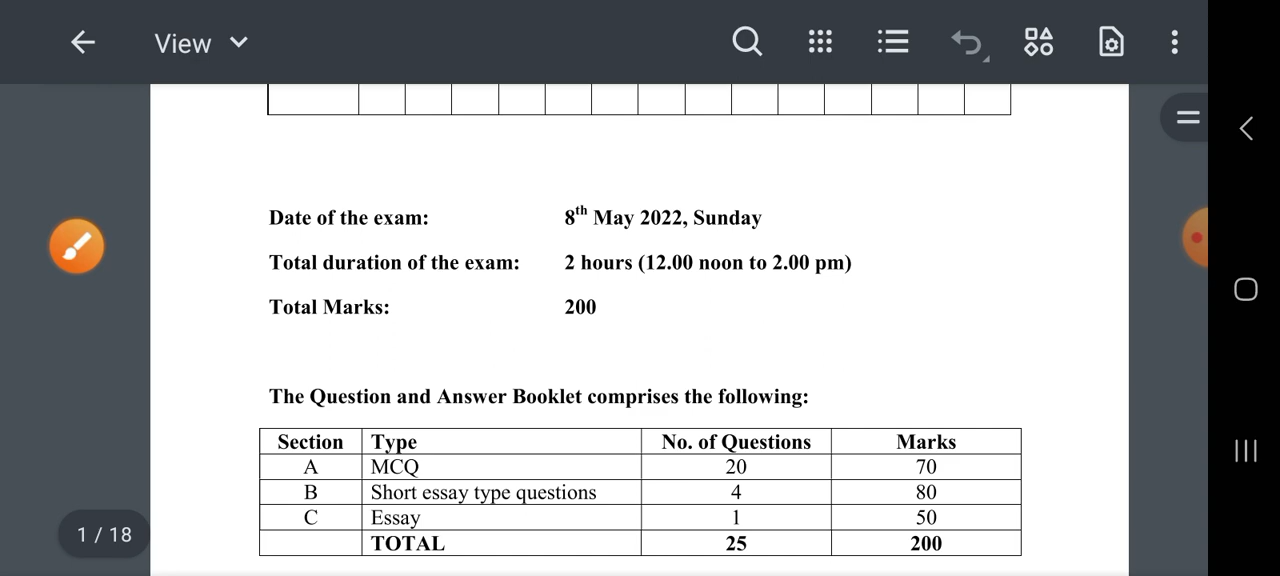 View
Date of the exam: 8th May 2022, Sunday
Total duration of the exam: 2 hours (12.00 noon to 2.00 pm)
Total Marks: 200
The Question and Answer Booklet comprises the following:
Section Type No. of Questions Marks
A MCQ 20 70
B Short essay type questions 4 80
C Essay 1 50
TOTAL 25 200
1 / 18